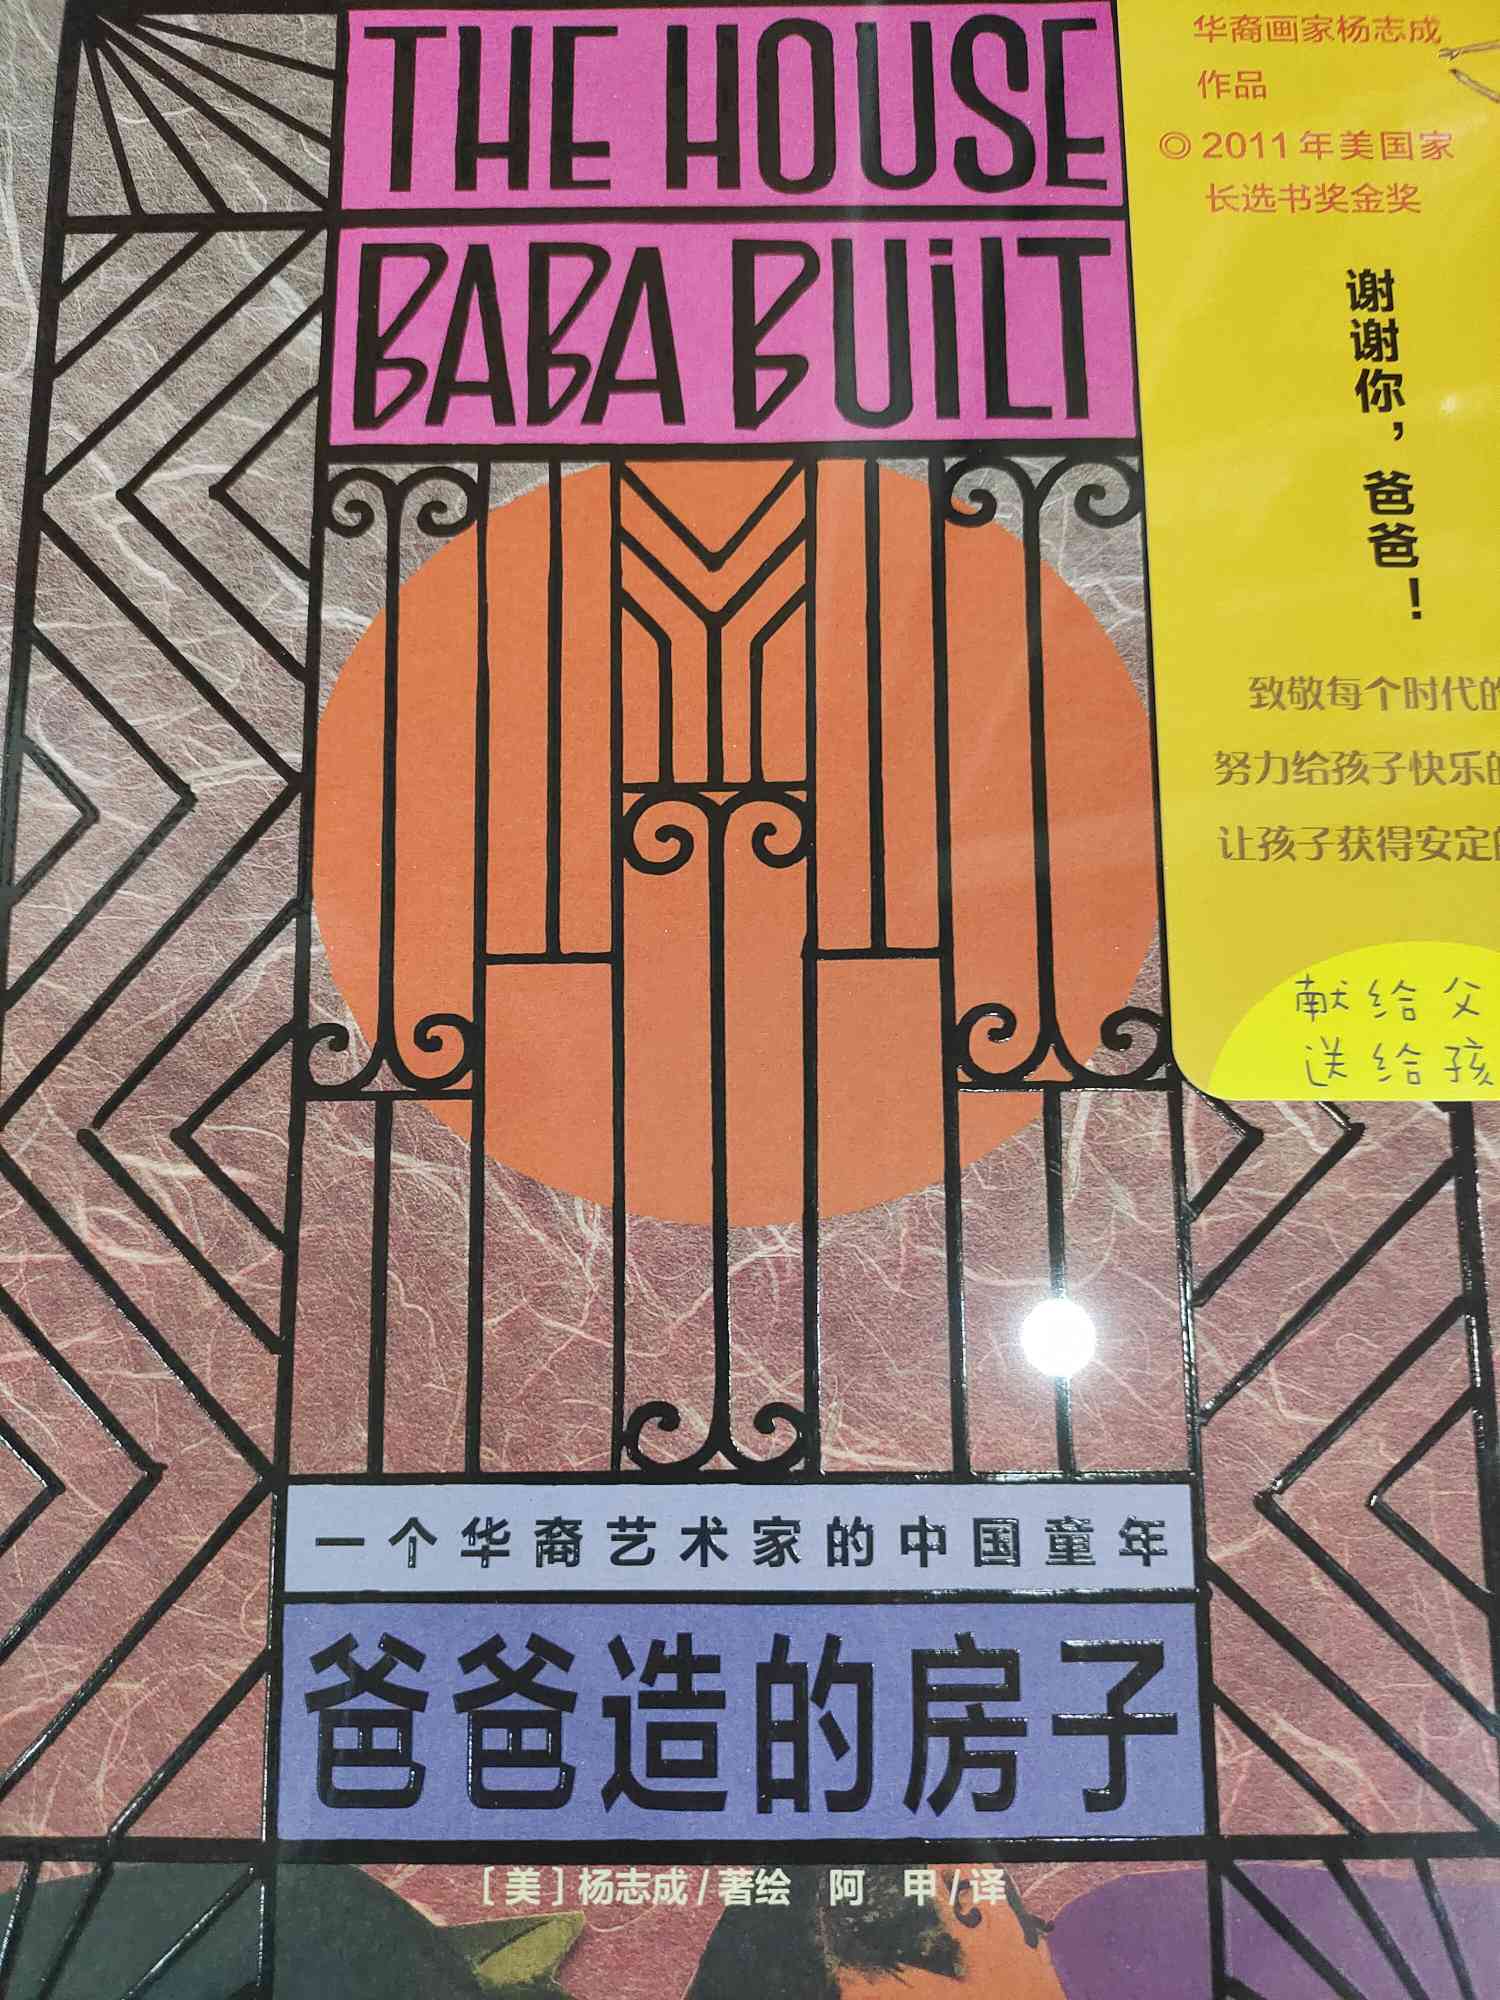 THE HOUSE
BABA BUiLT
华裔画家杨志成
作品
◎ 2011年美国家
长选书奖金奖
谢谢你，爸爸！
致敬每个时代的
努力给孩子快乐的
让孩子获得安定的
献给父
送给孩
一个华裔艺术家的中国童年
爸爸造的房子
［美］杨志成/著绘 阿 甲/译